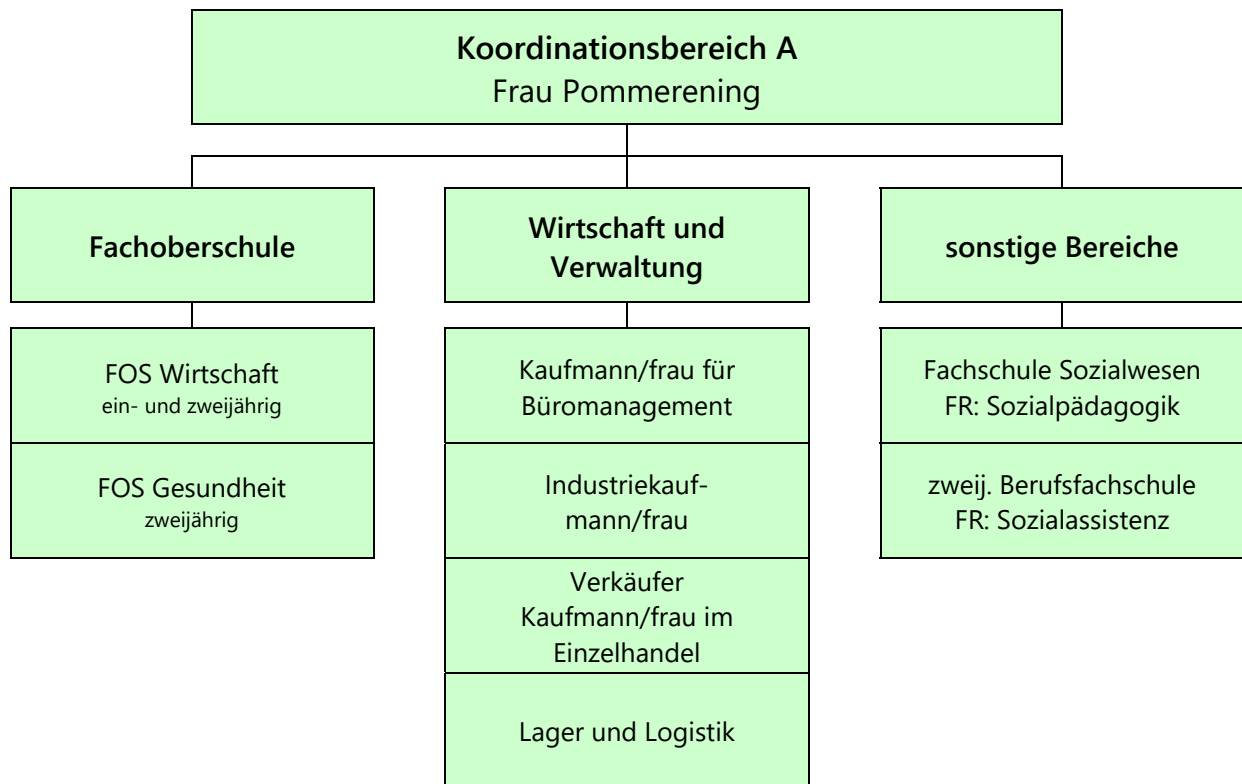 Koordinationsbereich A
Frau Pommerening
Fachoberschule
FOS Wirtschaft
ein- und zweijährig
FOS Gesundheit
zweijährig
Wirtschaft und
Verwaltung
Kaufmann/frau für
Büromanagement
Industriekauf-
mann/frau
Verkäufer
Kaufmann/frau im
Einzelhandel
Lager und Logistik
sonstige Bereiche
Fachschule Sozialwesen
FR: Sozialpädagogik
zweij. Berufsfachschule
FR: Sozialassistenz